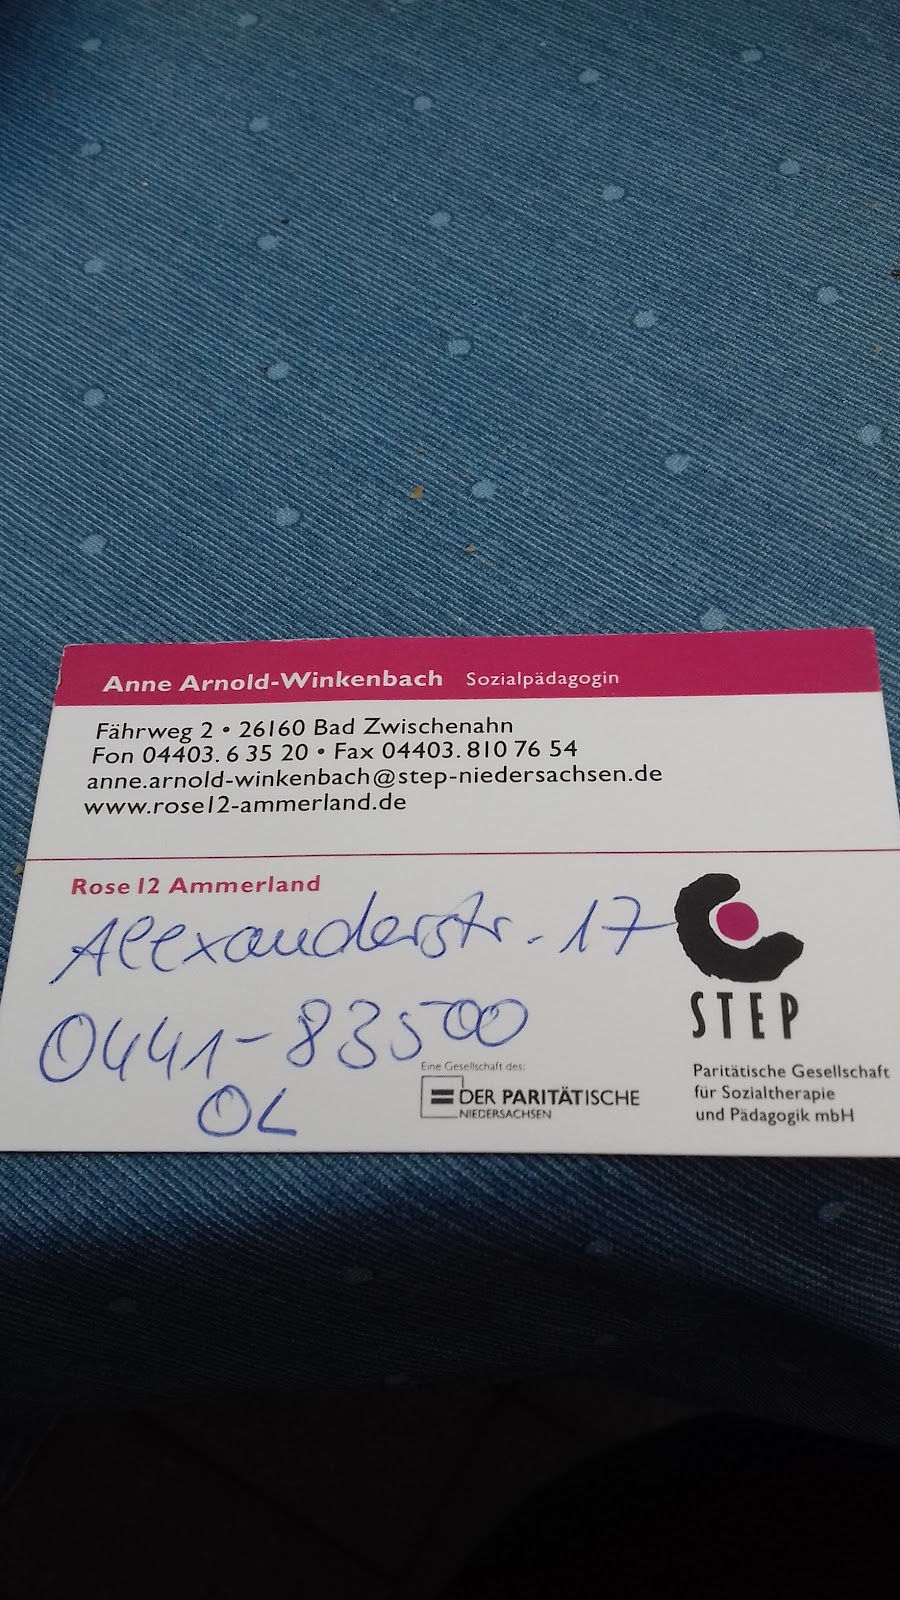 Anne Arnold-Winkenbach Sozialpädagogin
Fährweg 2 • 26160 Bad Zwischenahn
Fon 04403. 6 35 20 • Fax 04403. 810 76 54
anne.arnold-winkenbach@step-niedersachsen.de
www.rose12-ammerland.de
Rose 12 Ammerland
Alexanderstr. 17
0441-83500
OL
Eine Gesellschaft des:
DER PARITÄTISCHE
NIEDERSACHSEN
STEP
Paritätische Gesellschaft
für Sozialtherapie
und Pädagogik mbH